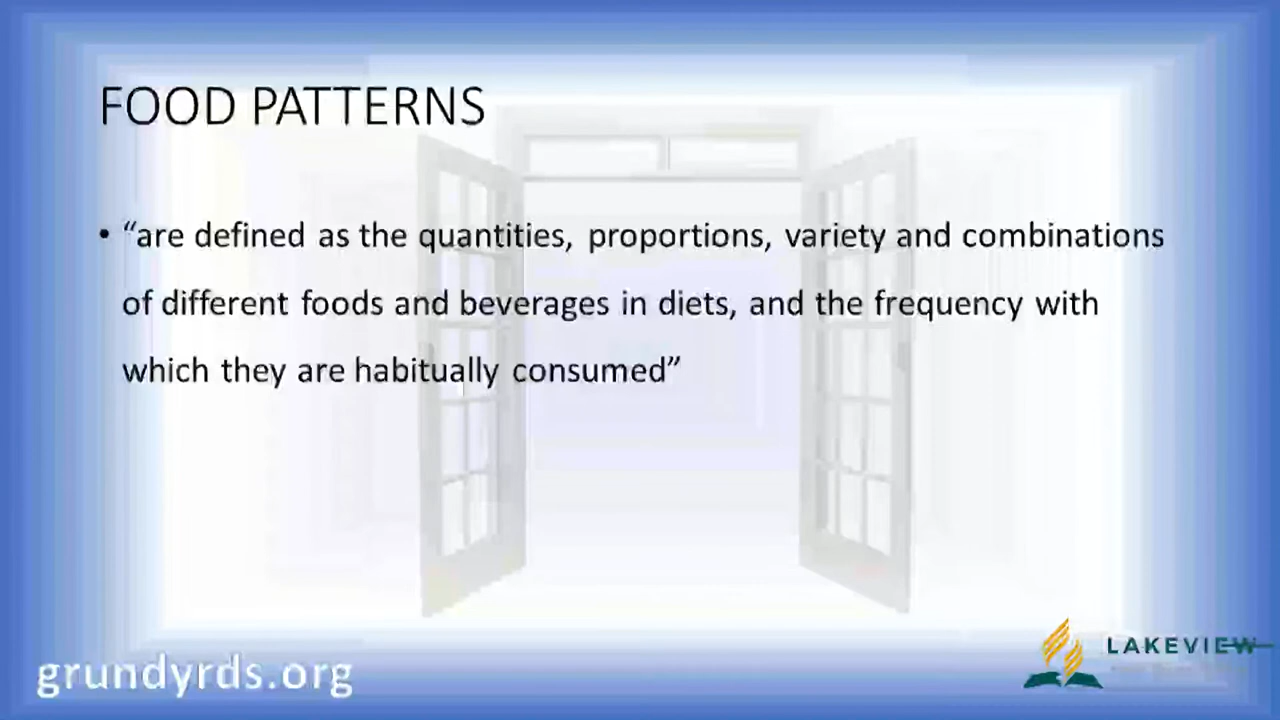 FOOD PATTERNS
• “are defined as the quantities, proportions, variety and combinations
of different foods and beverages in diets, and the frequency with
which they are habitually consumed”
grundyrds.org
LAKEVIEW